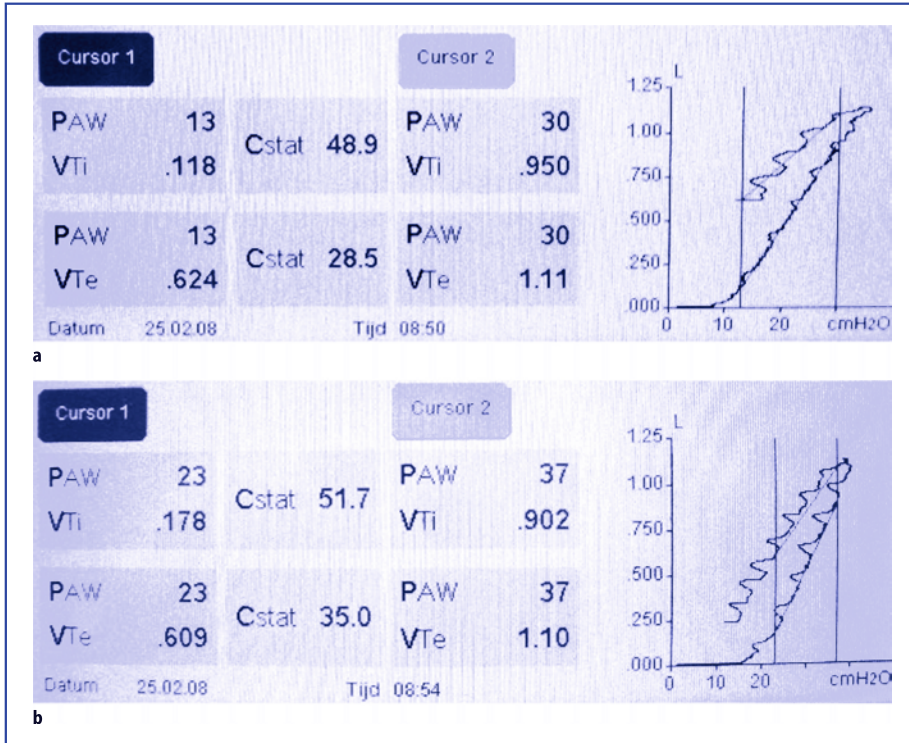 Cursor 1 Cursor 2
PAW 13 Cstat 48.9 PAW 30
VTi .118 VTi .950
PAW 13 Cstat 28.5 PAW 30
VTe .624 VTe 1.11
Datum 25.02.08 Tijd 08:50
1.25 L
1.00
.750
.500
.250
.000
0 10 20 cmH2O
a
Cursor 1 Cursor 2
PAW 23 Cstat 51.7 PAW 37
VTi .178 VTi .902
PAW 23 Cstat 35.0 PAW 37
VTe .609 VTe 1.10
Datum 25.02.08 Tijd 08:54
1.25 L
1.00
.750
.500
.250
.000
0 10 20 cmH2O
b